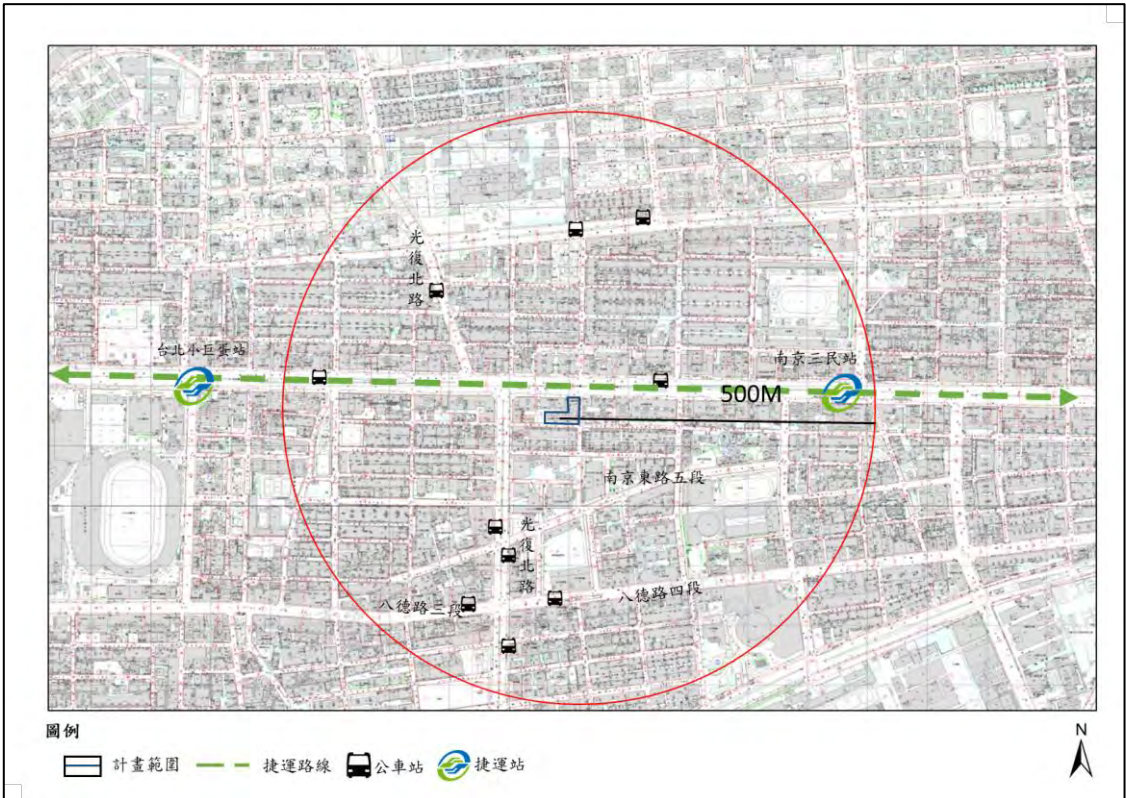 光復北路
台北小巨蛋站
南京三民站
500M
南京東路五段
光復北路
八德路三段
八德路四段
圖例
N
計畫範圍
捷運路線
公車站
捷運站